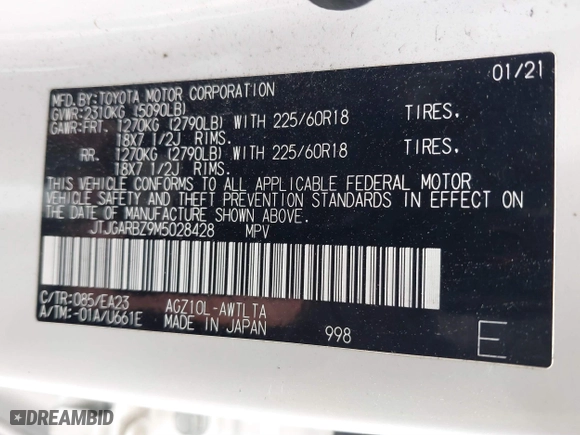 01/21
MFD.BY:TOYOTA MOTOR CORPORATION
GVWR:2310KG (5090LB)
GAWR:FRT. 1270KG (2790LB) WITH 225/60R18 TIRES,
18X7 1/2J RIMS.
RR. 1270KG (2790LB) WITH 225/60R18 TIRES,
18X7 1/2J RIMS.
THIS VEHICLE CONFORMS TO ALL APPLICABLE FEDERAL MOTOR
VEHICLE SAFETY AND THEFT PREVENTION STANDARDS IN EFFECT ON
THE DATE OF MANUFACTURE SHOWN ABOVE.
JTJGARBZ9M5028428 MPV
C/TR:085/EA23 AGZ10L-AWTLTA
A/TM:-01A/U661E MADE IN JAPAN 998 E
DREAMBID